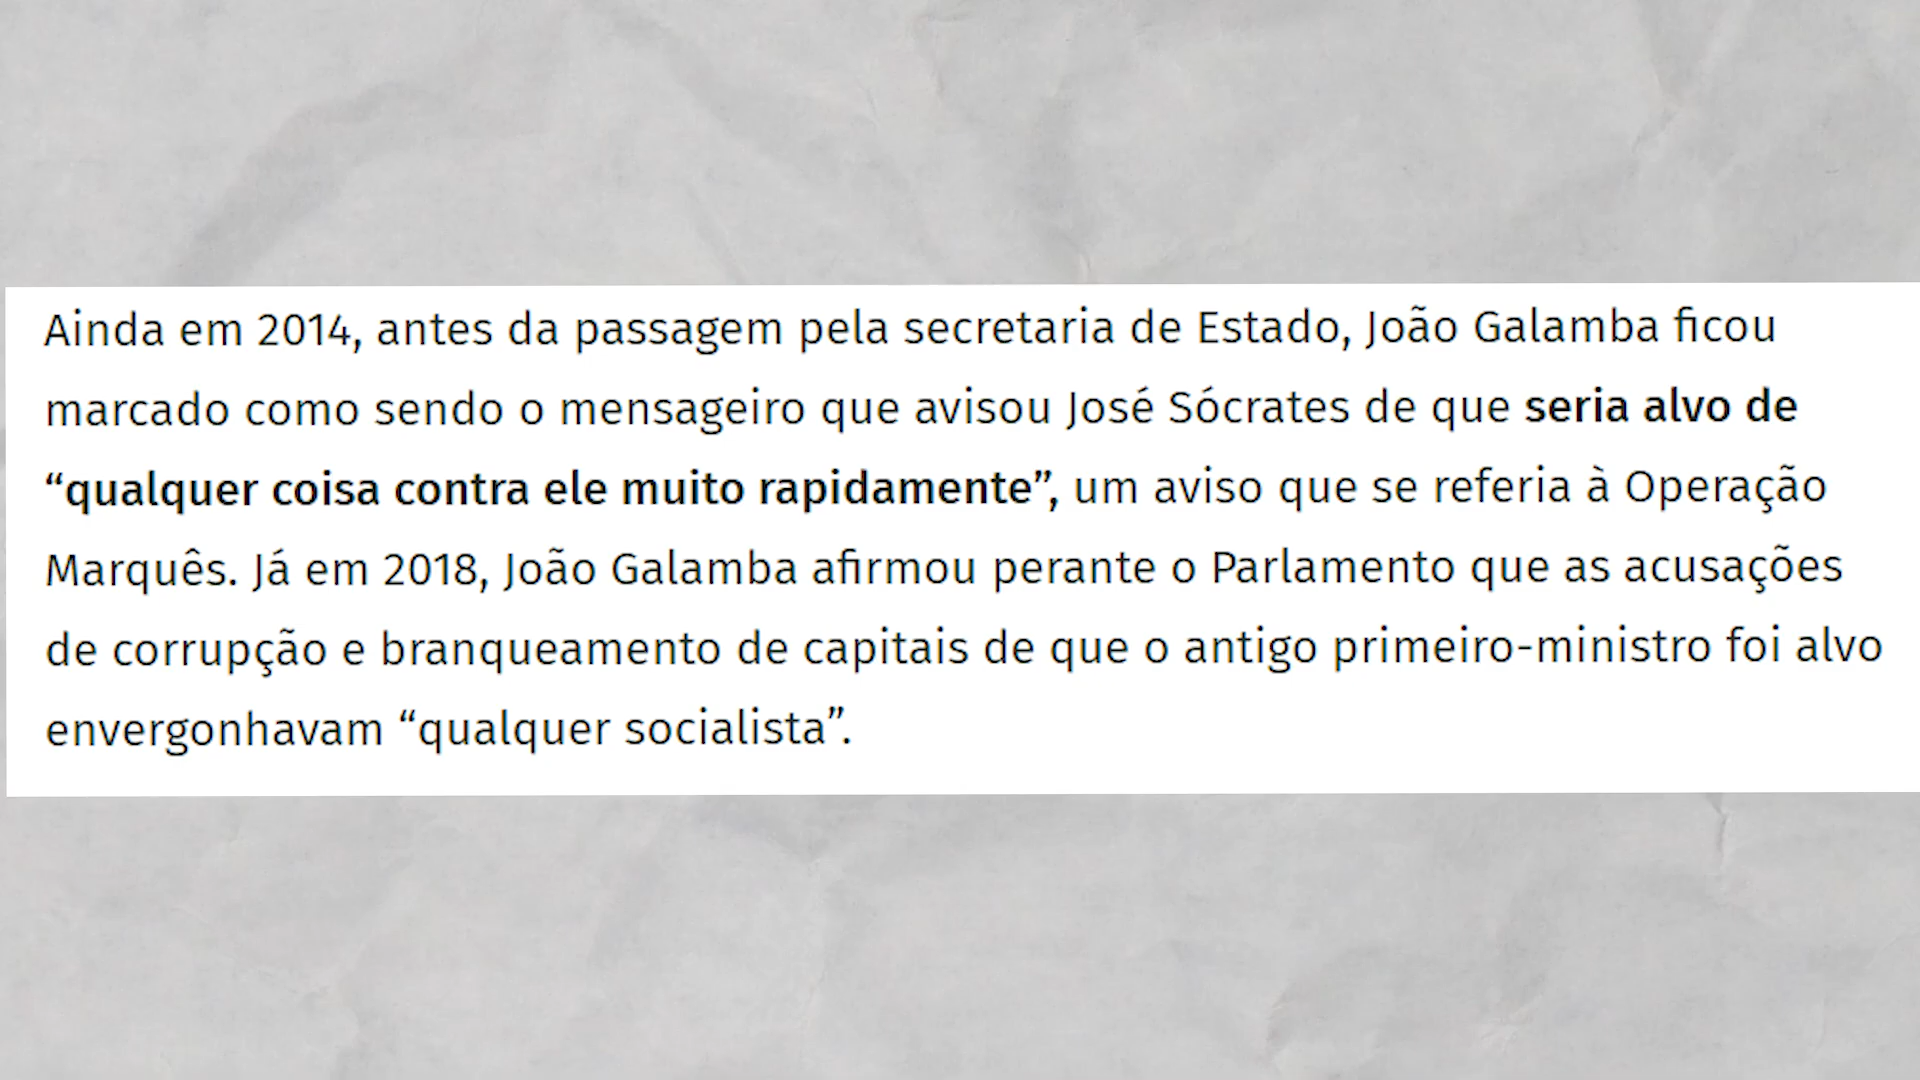 Ainda em 2014, antes da passagem pela secretaria de Estado, João Galamba ficou
marcado como sendo o mensageiro que avisou José Sócrates de que seria alvo de
“qualquer coisa contra ele muito rapidamente”, um aviso que se referia à Operação
Marquês. Já em 2018, João Galamba afirmou perante o Parlamento que as acusações
de corrupção e branqueamento de capitais de que o antigo primeiro-ministro foi alvo
envergonhavam “qualquer socialista”.